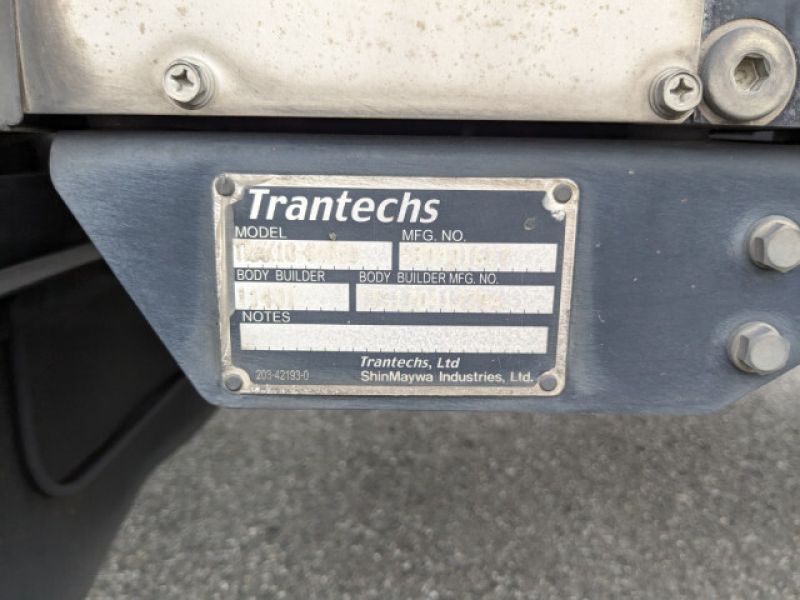 Trantechs
MODEL MFG. NO.
BODY BUILDER BODY BUILDER MFG. NO.
NOTES
Trantechs, Ltd
203-42193-0 ShinMaywa Industries, Ltd.